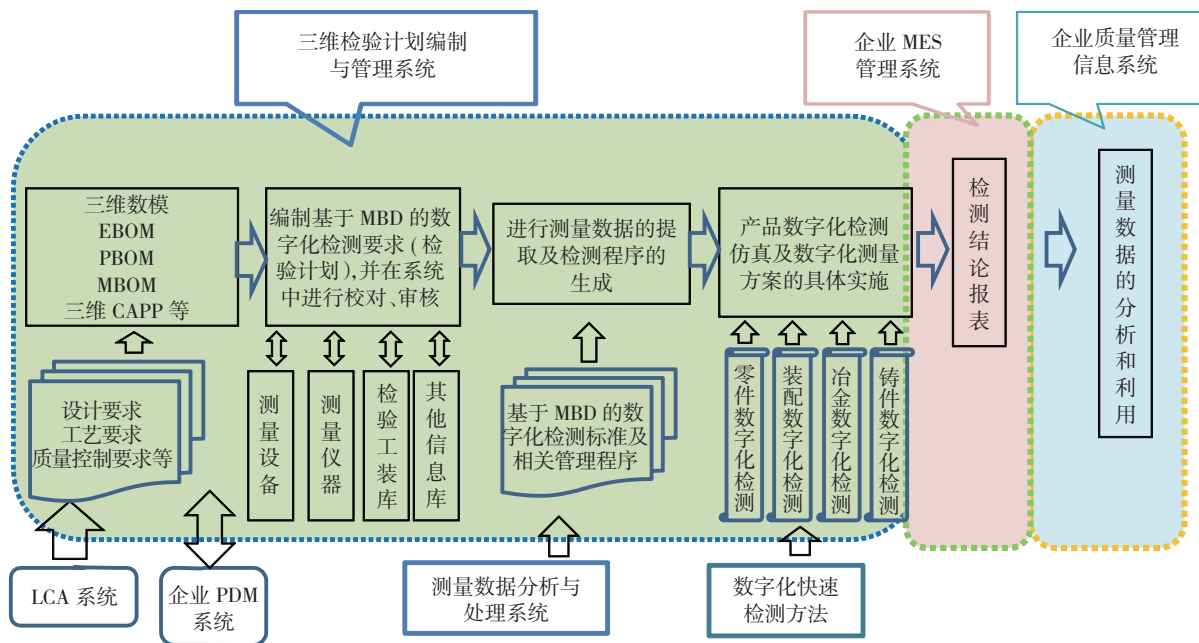 三维检验计划编制
与管理系统
企业 MES
管理系统
企业质量管理
信息系统
三维数模
EBOM
PBOM
MBOM
三维 CAPP 等
编制基于 MBD 的数
字化检测要求(检
验计划),并在系统
中进行校对、审核
进行测量数据的提
取及检测程序的
生成
产品数字化检测
仿真及数字化测量
方案的具体实施
检测结论报表
测量数据的分析和利用
设计要求
工艺要求
质量控制要求等
测量设备
测量仪器
检验工装库
其他信息库
基于 MBD 的数
字化检测标准及
相关管理程序
零件数字化检测
装配数字化检测
冶金数字化检测
铸件数字化检测
LCA 系统
企业 PDM
系统
测量数据分析与
处理系统
数字化快速
检测方法